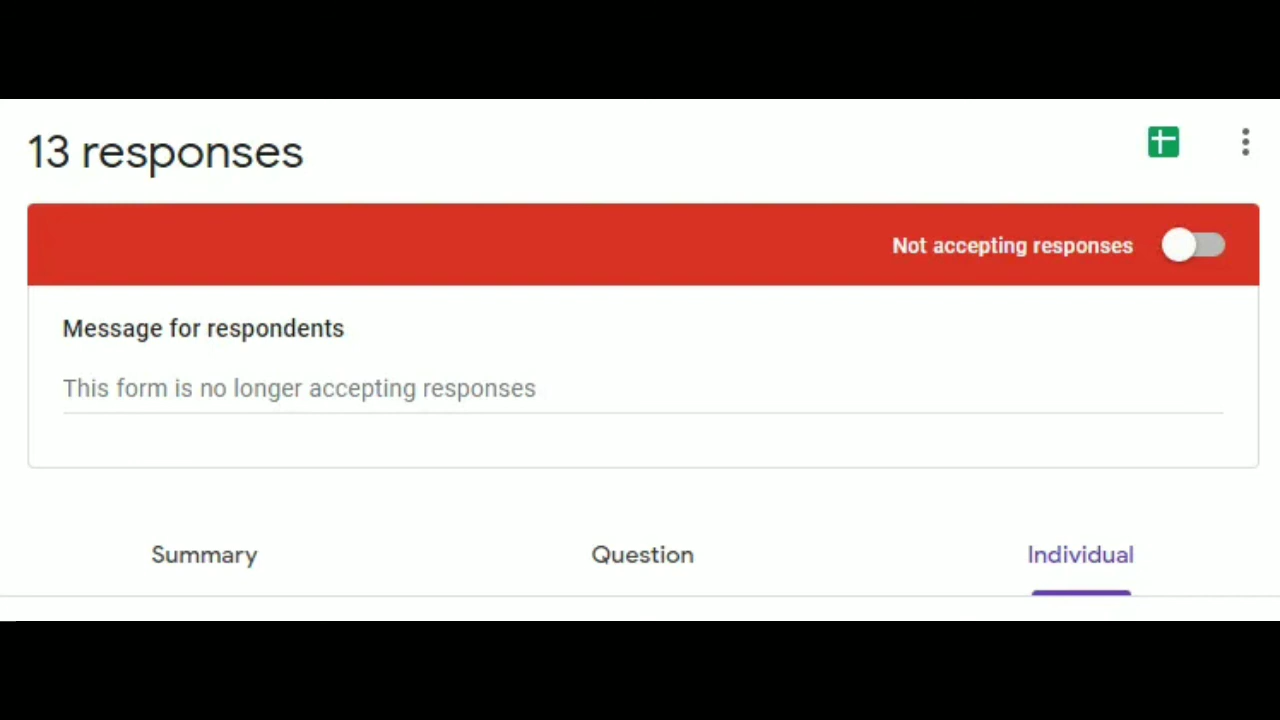 13 responses
Not accepting responses
Message for respondents
This form is no longer accepting responses
Summary
Question
Individual